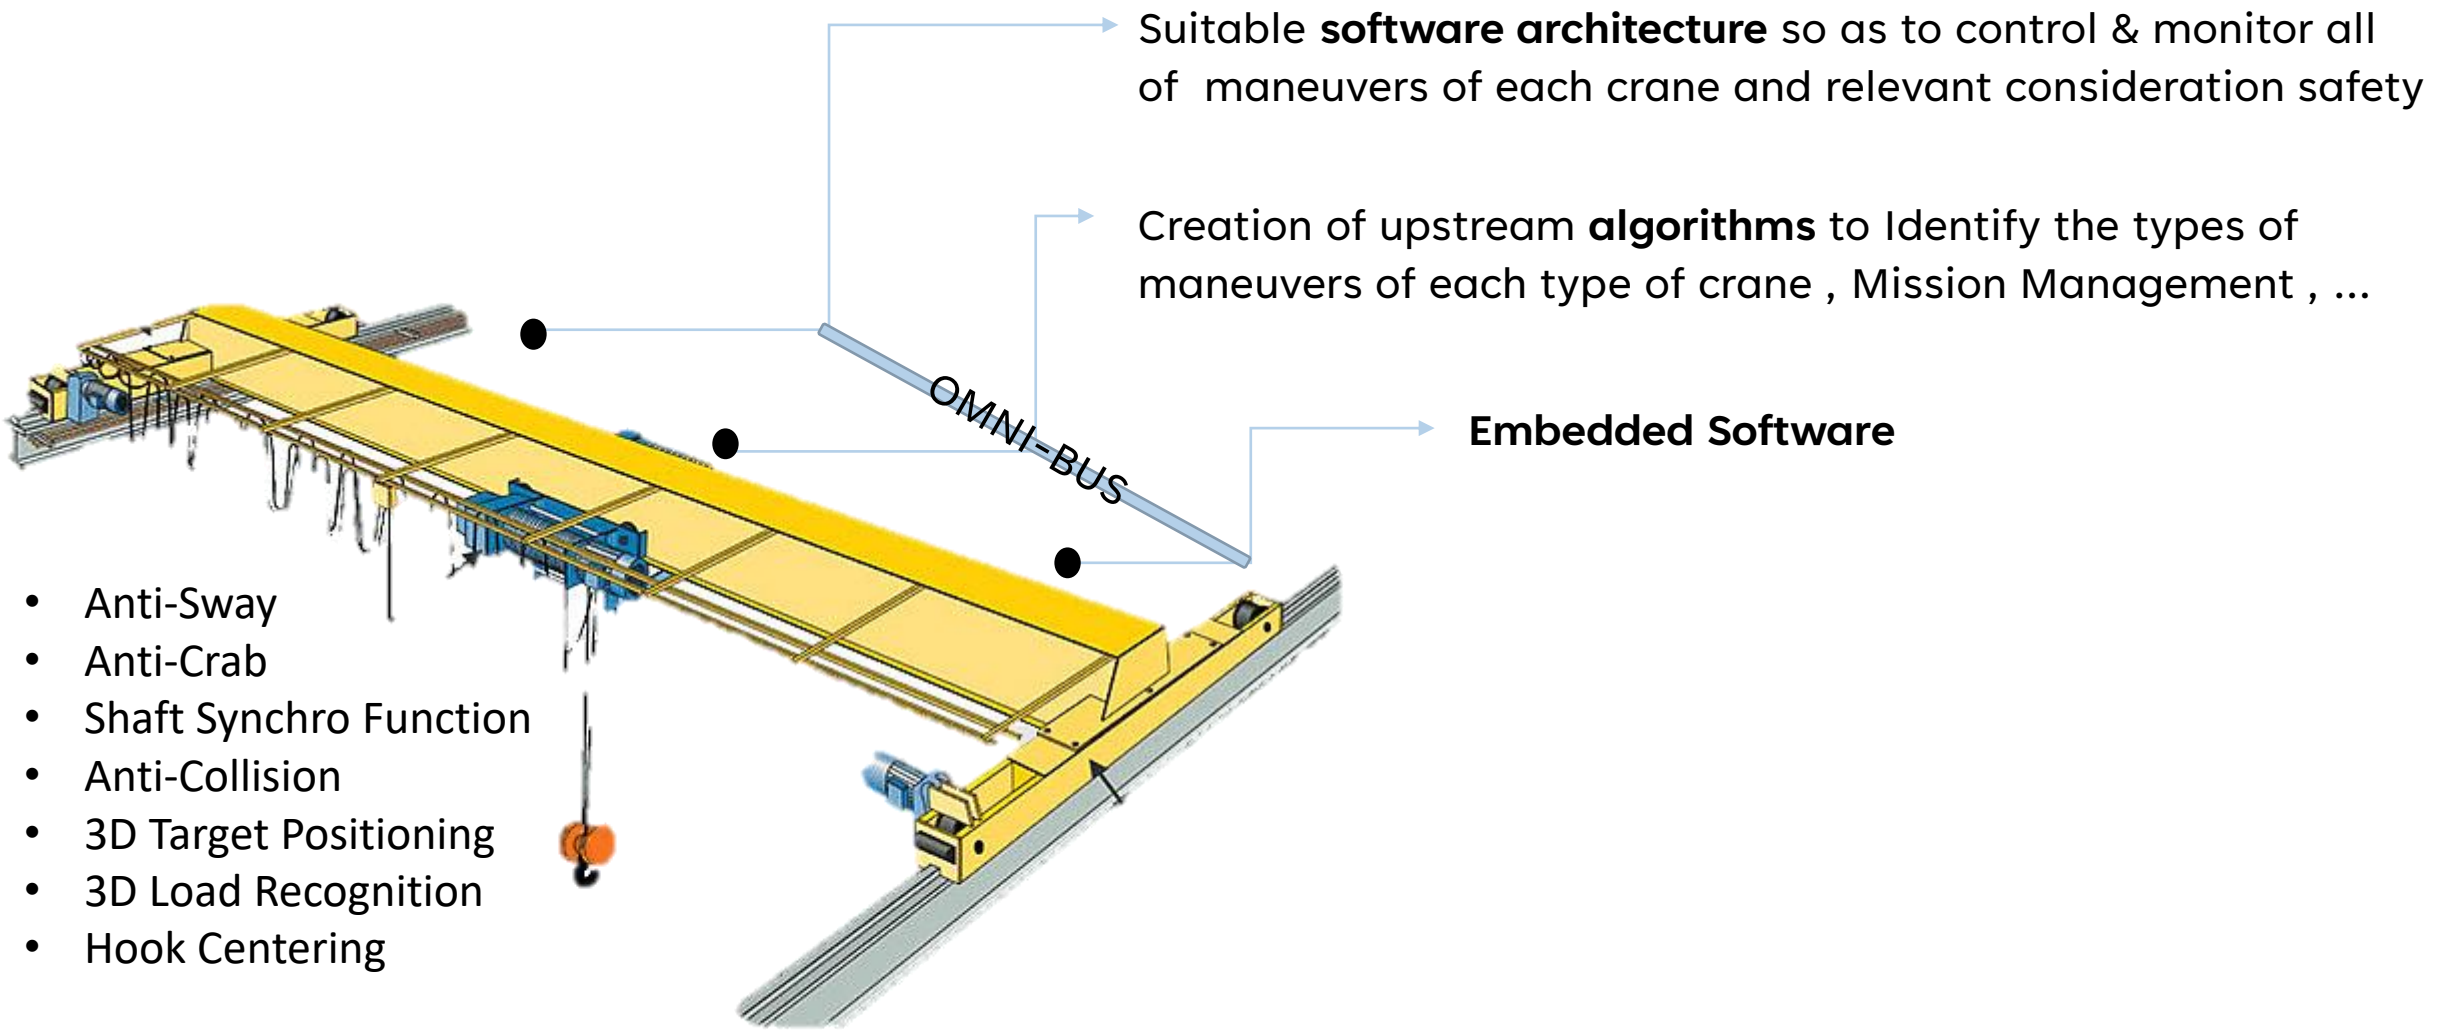 Suitable software architecture so as to control & monitor all
of  maneuvers of each crane and relevant consideration safety
Creation of upstream algorithms to Identify the types of
maneuvers of each type of crane , Mission Management , ...
OMNI-BUS
Embedded Software
• Anti-Sway
• Anti-Crab
• Shaft Synchro Function
• Anti-Collision
• 3D Target Positioning
• 3D Load Recognition
• Hook Centering